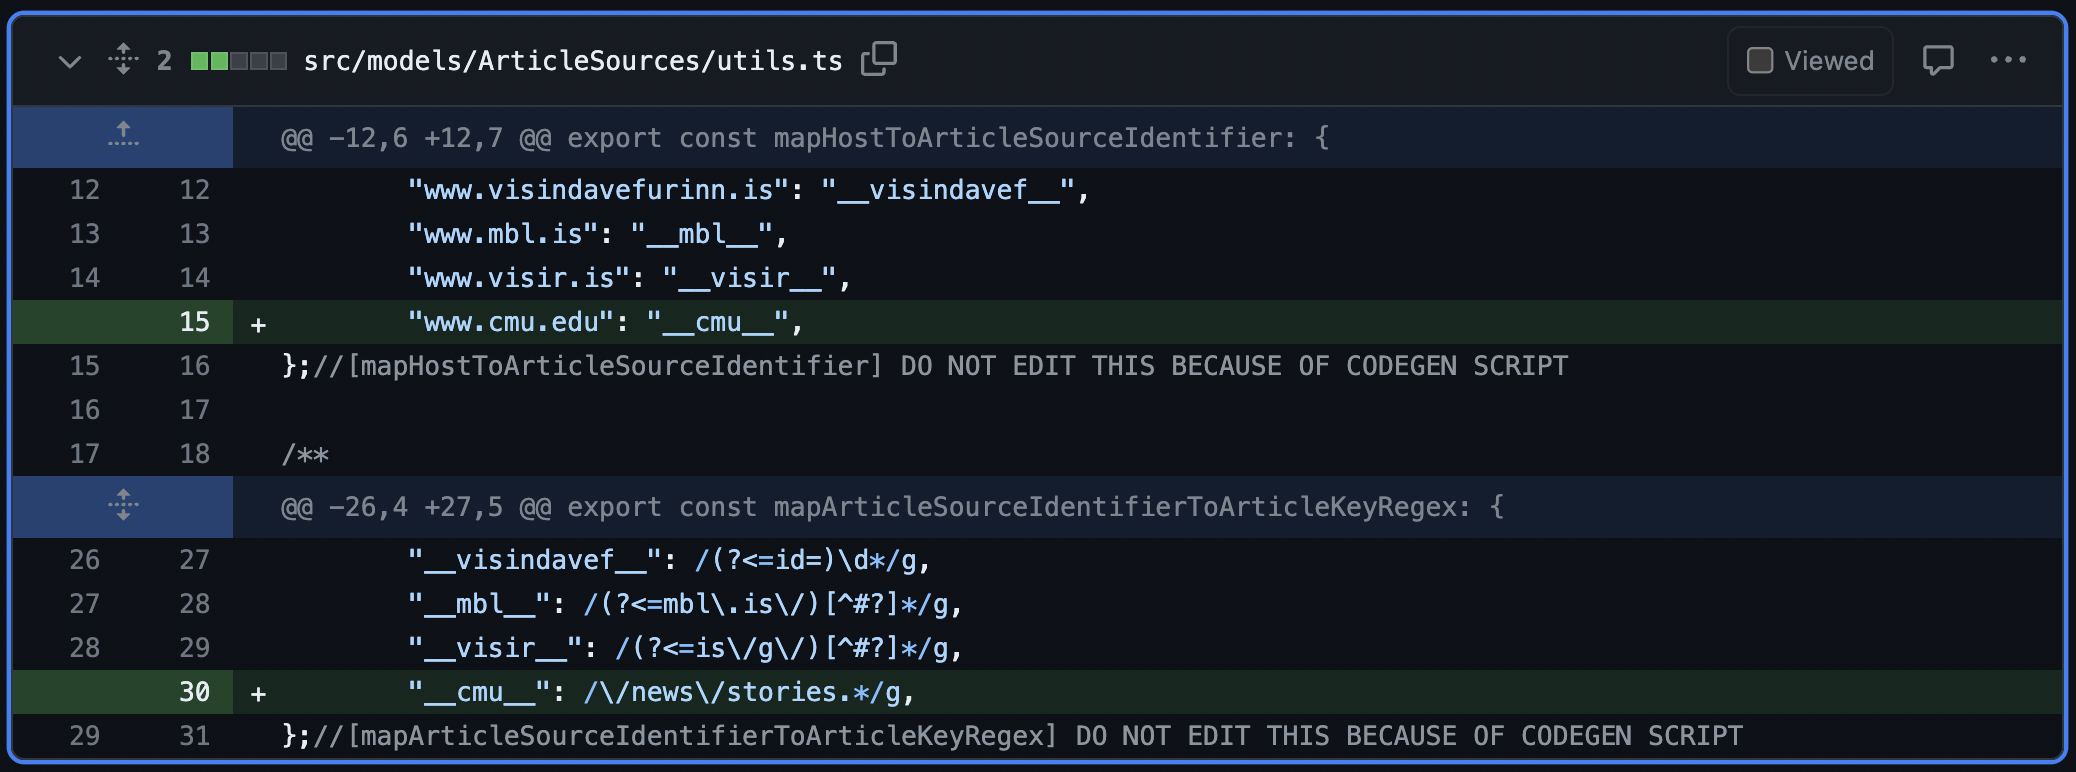 2 src/models/ArticleSources/utils.ts Viewed
@@ -12,6 +12,7 @@ export const mapHostToArticleSourceIdentifier: {
12 12 "www.visindavefurinn.is": "__visindavef__",
13 13 "www.mbl.is": "__mbl__",
14 14 "www.visir.is": "__visir__",
15 + "www.cmu.edu": "__cmu__",
15 16 };//[mapHostToArticleSourceIdentifier] DO NOT EDIT THIS BECAUSE OF CODEGEN SCRIPT
16 17
17 18 /**
@@ -26,4 +27,5 @@ export const mapArticleSourceIdentifierToArticleKeyRegex: {
26 27 "__visindavef__": /(?<=id=)\d*/g,
27 28 "__mbl__": /(?<=mbl\.is\/)[^#?]*/g,
28 29 "__visir__": /(?<=is\/g\/)[^#?]*/g,
30 + "__cmu__": /\/news\/stories.*/g,
29 31 };//[mapArticleSourceIdentifierToArticleKeyRegex] DO NOT EDIT THIS BECAUSE OF CODEGEN SCRIPT